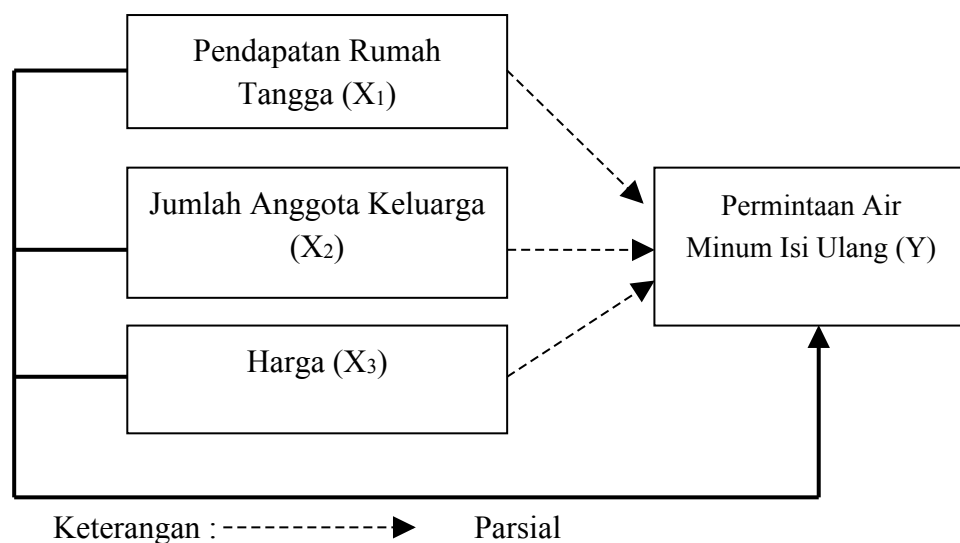 Pendapatan Rumah
Tangga (X1)
Jumlah Anggota Keluarga
(X2)
Harga (X3)
Permintaan Air
Minum Isi Ulang (Y)
Keterangan : Parsial